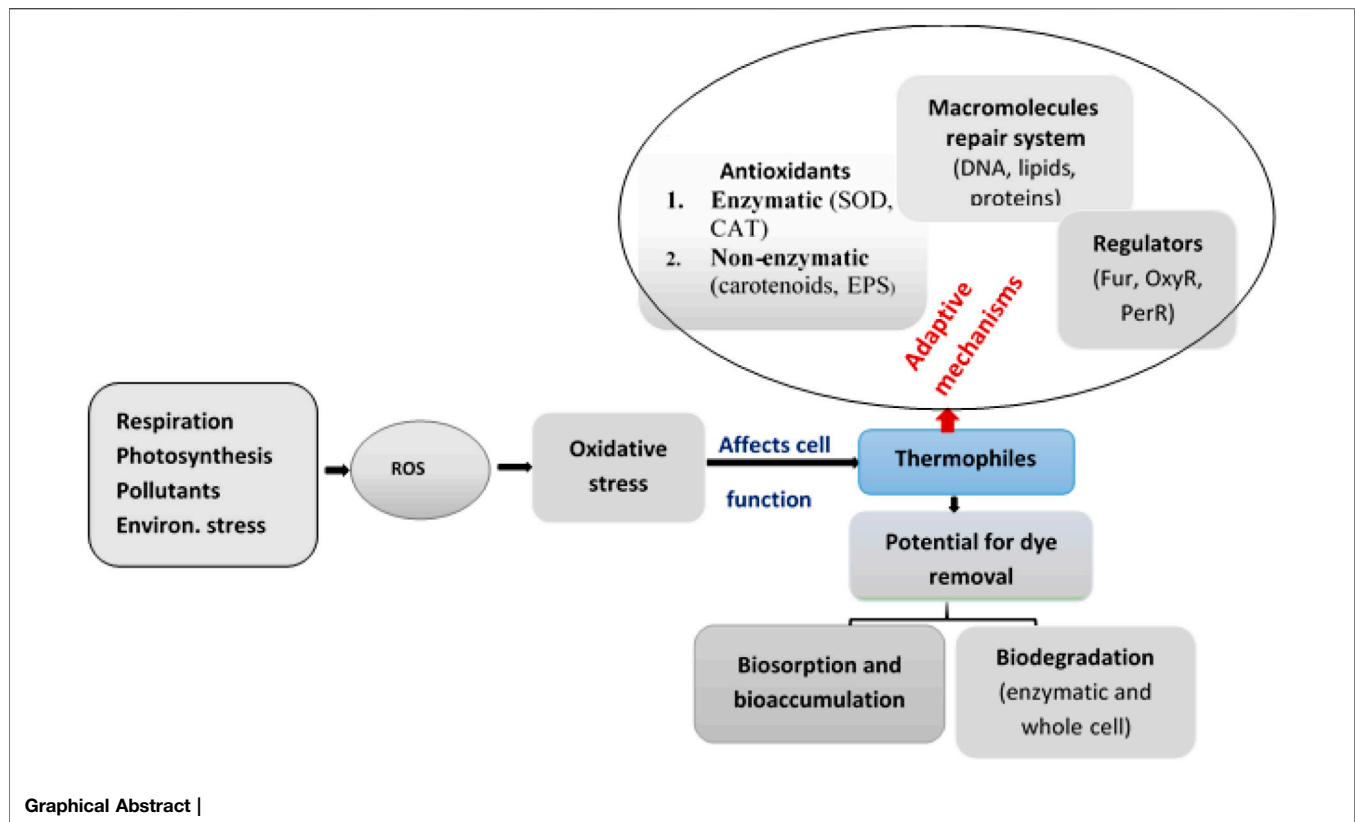 Macromolecules
repair system
(DNA, lipids,
proteins)
Antioxidants
1. Enzymatic (SOD,
CAT)
2. Non-enzymatic
(carotenoids, EPS)
Regulators
(Fur, OxyR,
PerR)
Adaptive
mechanisms
Respiration
Photosynthesis
Pollutants
Environ. stress
ROS
Oxidative
stress
Affects cell
function
Thermophiles
Potential for dye
removal
Biosorption and
bioaccumulation
Biodegradation
(enzymatic and
whole cell)
Graphical Abstract |